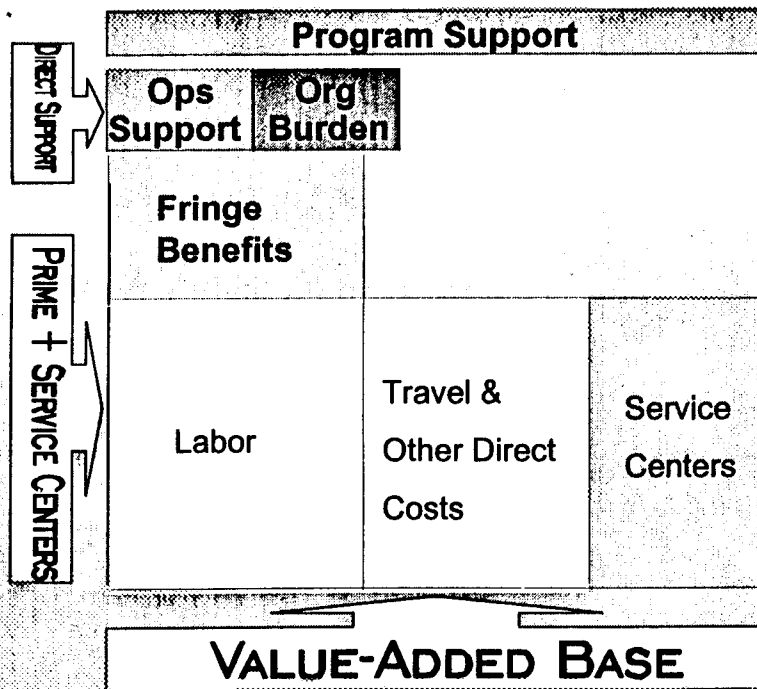 Program Support
DIRECT SUPPORT
Ops
Support
Org
Burden
Fringe
Benefits
PRIME + SERVICE CENTERS
Labor
Travel &
Other Direct
Costs
Service
Centers
VALUE-ADDED BASE